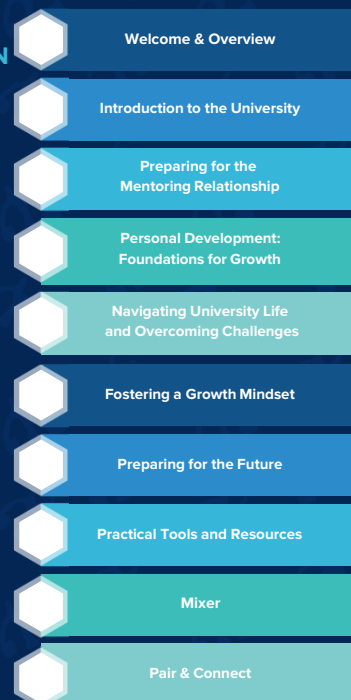 N
Welcome & Overview
Introduction to the University
Preparing for the
Mentoring Relationship
Personal Development:
Foundations for Growth
Navigating University Life
and Overcoming Challenges
Fostering a Growth Mindset
Preparing for the Future
Practical Tools and Resources
Mixer
Pair & Connect